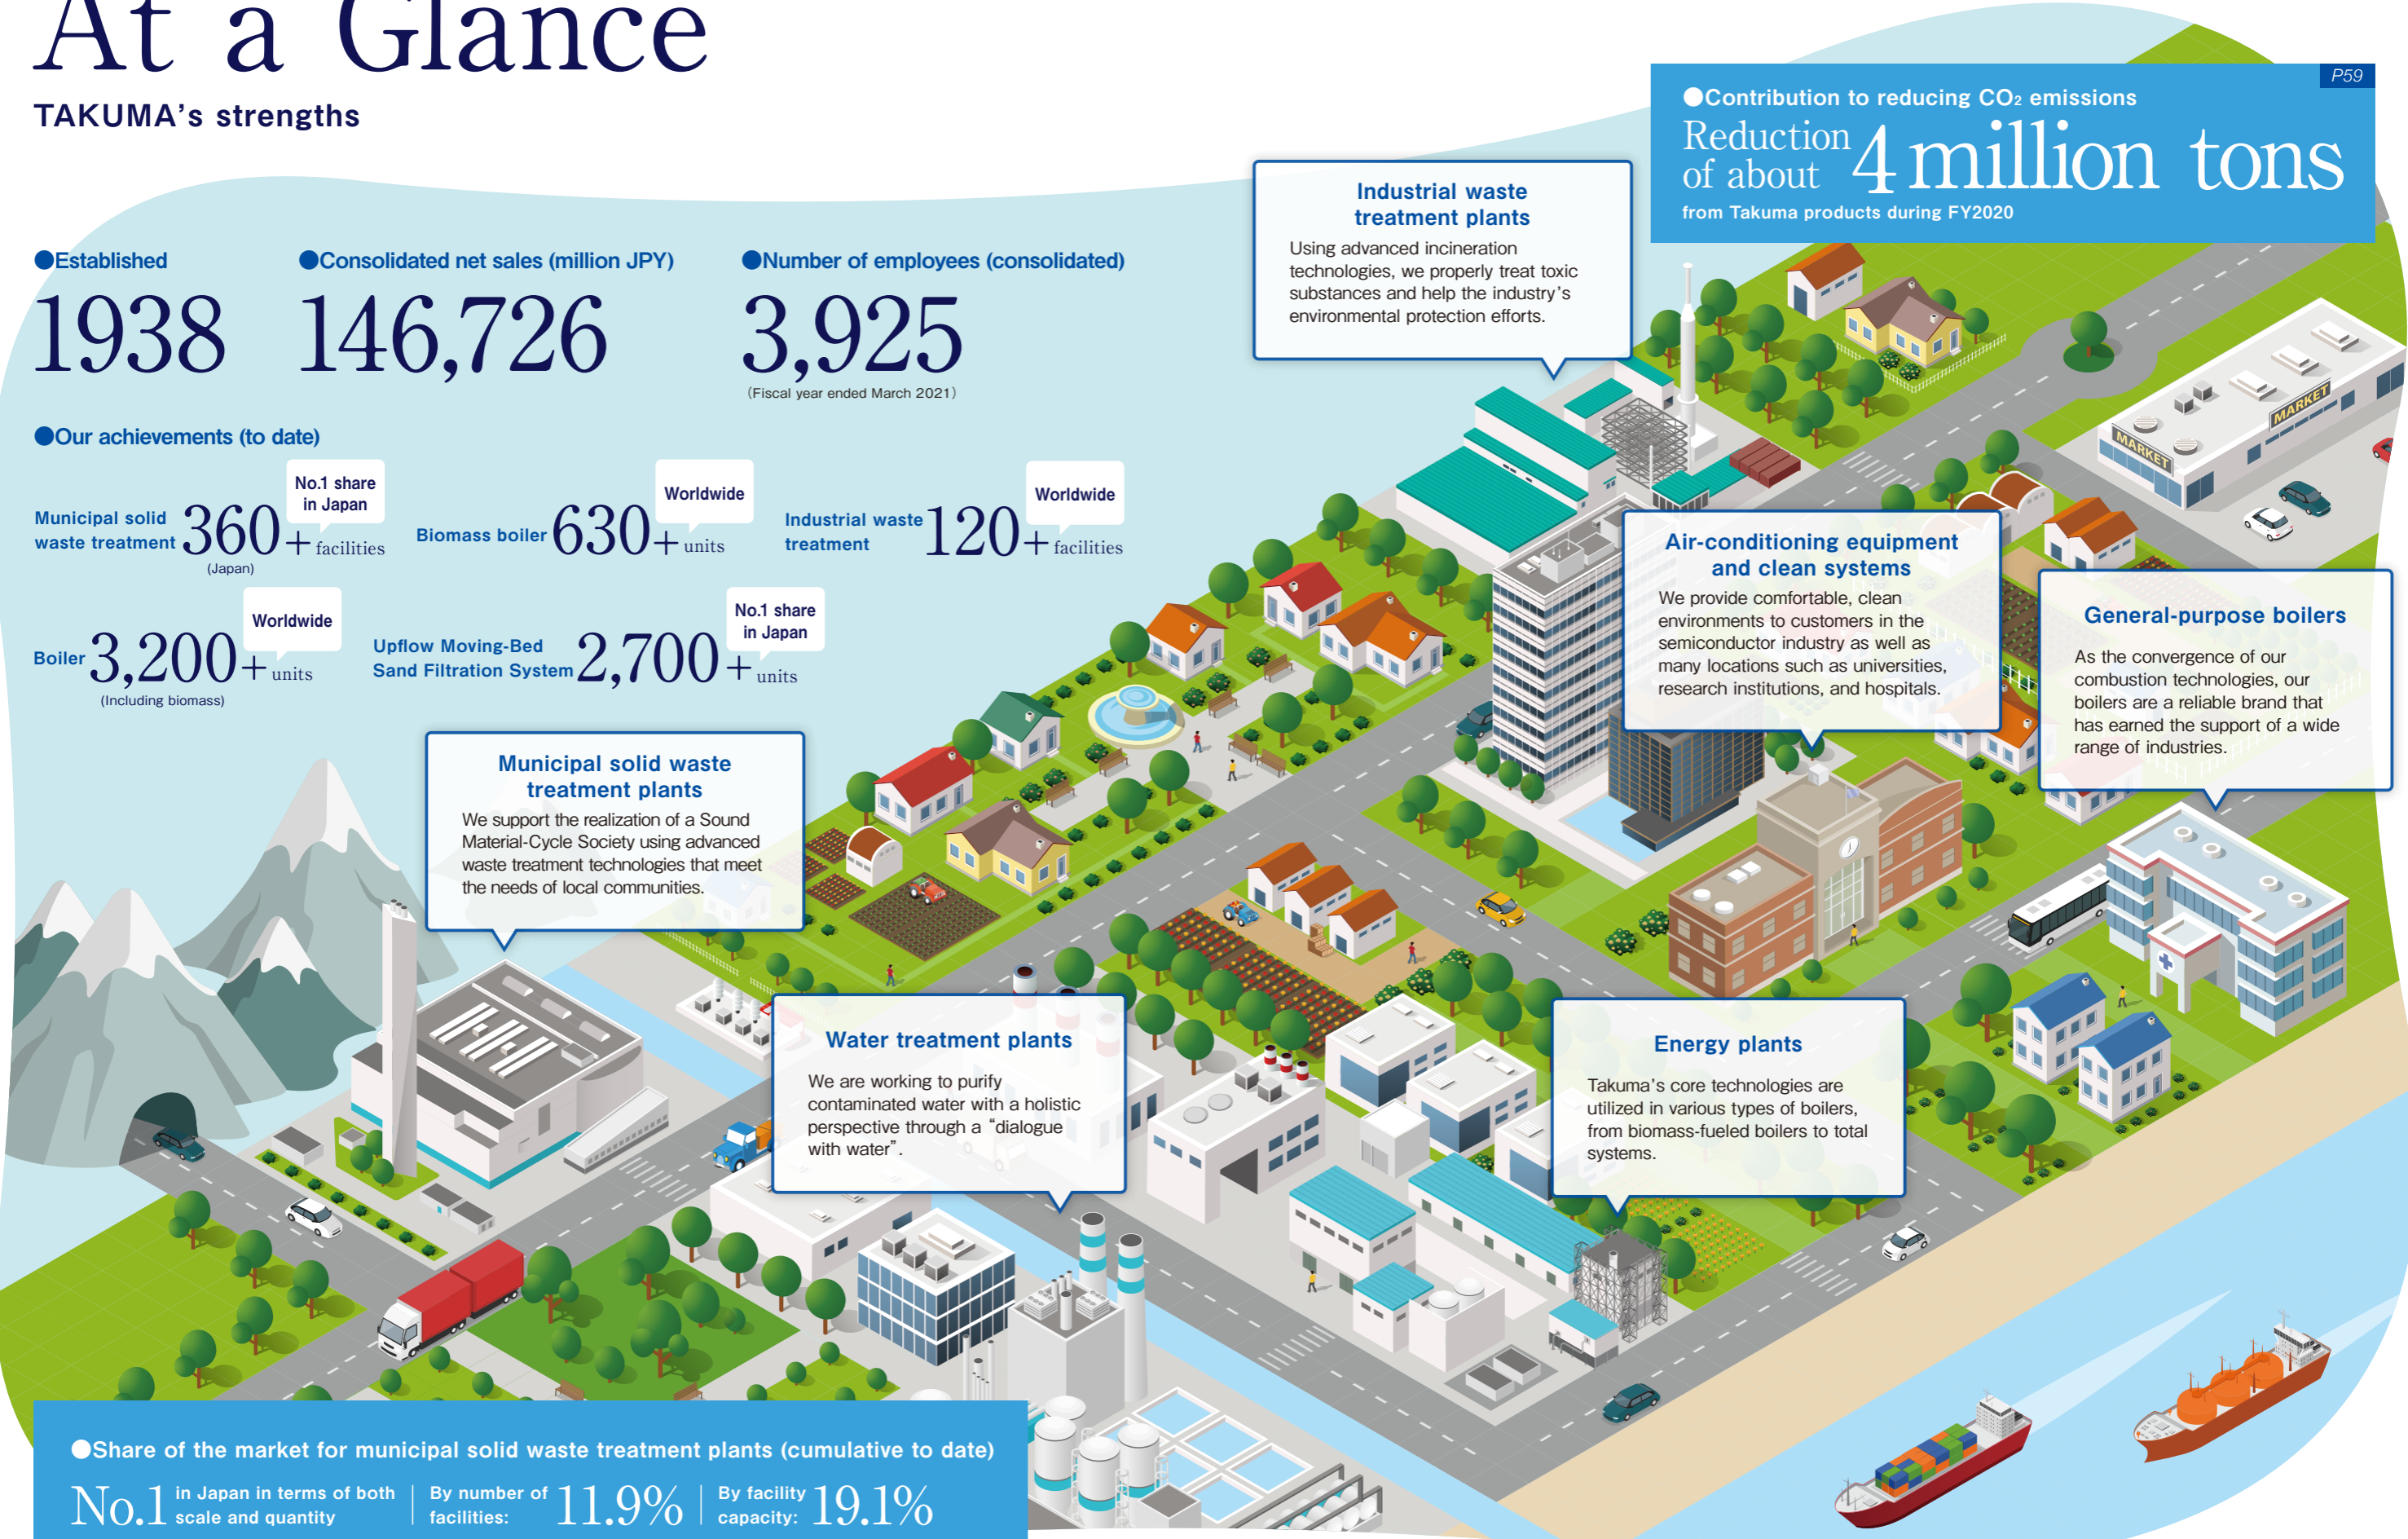 At a Glance
TAKUMA's strengths
P59
●Contribution to reducing CO2 emissions
Reduction
of about 4 million tons
from Takuma products during FY2020
●Established
1938
●Consolidated net sales (million JPY)
146,726
●Number of employees (consolidated)
3,925
(Fiscal year ended March 2021)
●Our achievements (to date)
Municipal solid
waste treatment
360+ facilities
(Japan)
No.1 share
in Japan
Biomass boiler 630+ units
Worldwide
Industrial waste
treatment
120+ facilities
Worldwide
Boiler 3,200+ units
(Including biomass)
Worldwide
Upflow Moving-Bed
Sand Filtration System
2,700+ units
No.1 share
in Japan
Industrial waste
treatment plants
Using advanced incineration
technologies, we properly treat toxic
substances and help the industry's
environmental protection efforts.
MARKET
MARKET
Air-conditioning equipment
and clean systems
We provide comfortable, clean
environments to customers in the
semiconductor industry as well as
many locations such as universities,
research institutions, and hospitals.
General-purpose boilers
As the convergence of our
combustion technologies, our
boilers are a reliable brand that
has earned the support of a wide
range of industries.
Municipal solid waste
treatment plants
We support the realization of a Sound
Material-Cycle Society using advanced
waste treatment technologies that meet
the needs of local communities.
Water treatment plants
We are working to purify
contaminated water with a holistic
perspective through a “dialogue
with water”.
Energy plants
Takuma's core technologies are
utilized in various types of boilers,
from biomass-fueled boilers to total
systems.
●Share of the market for municipal solid waste treatment plants (cumulative to date)
No.1 in Japan in terms of both
scale and quantity
By number of
facilities: 11.9%
By facility
capacity: 19.1%